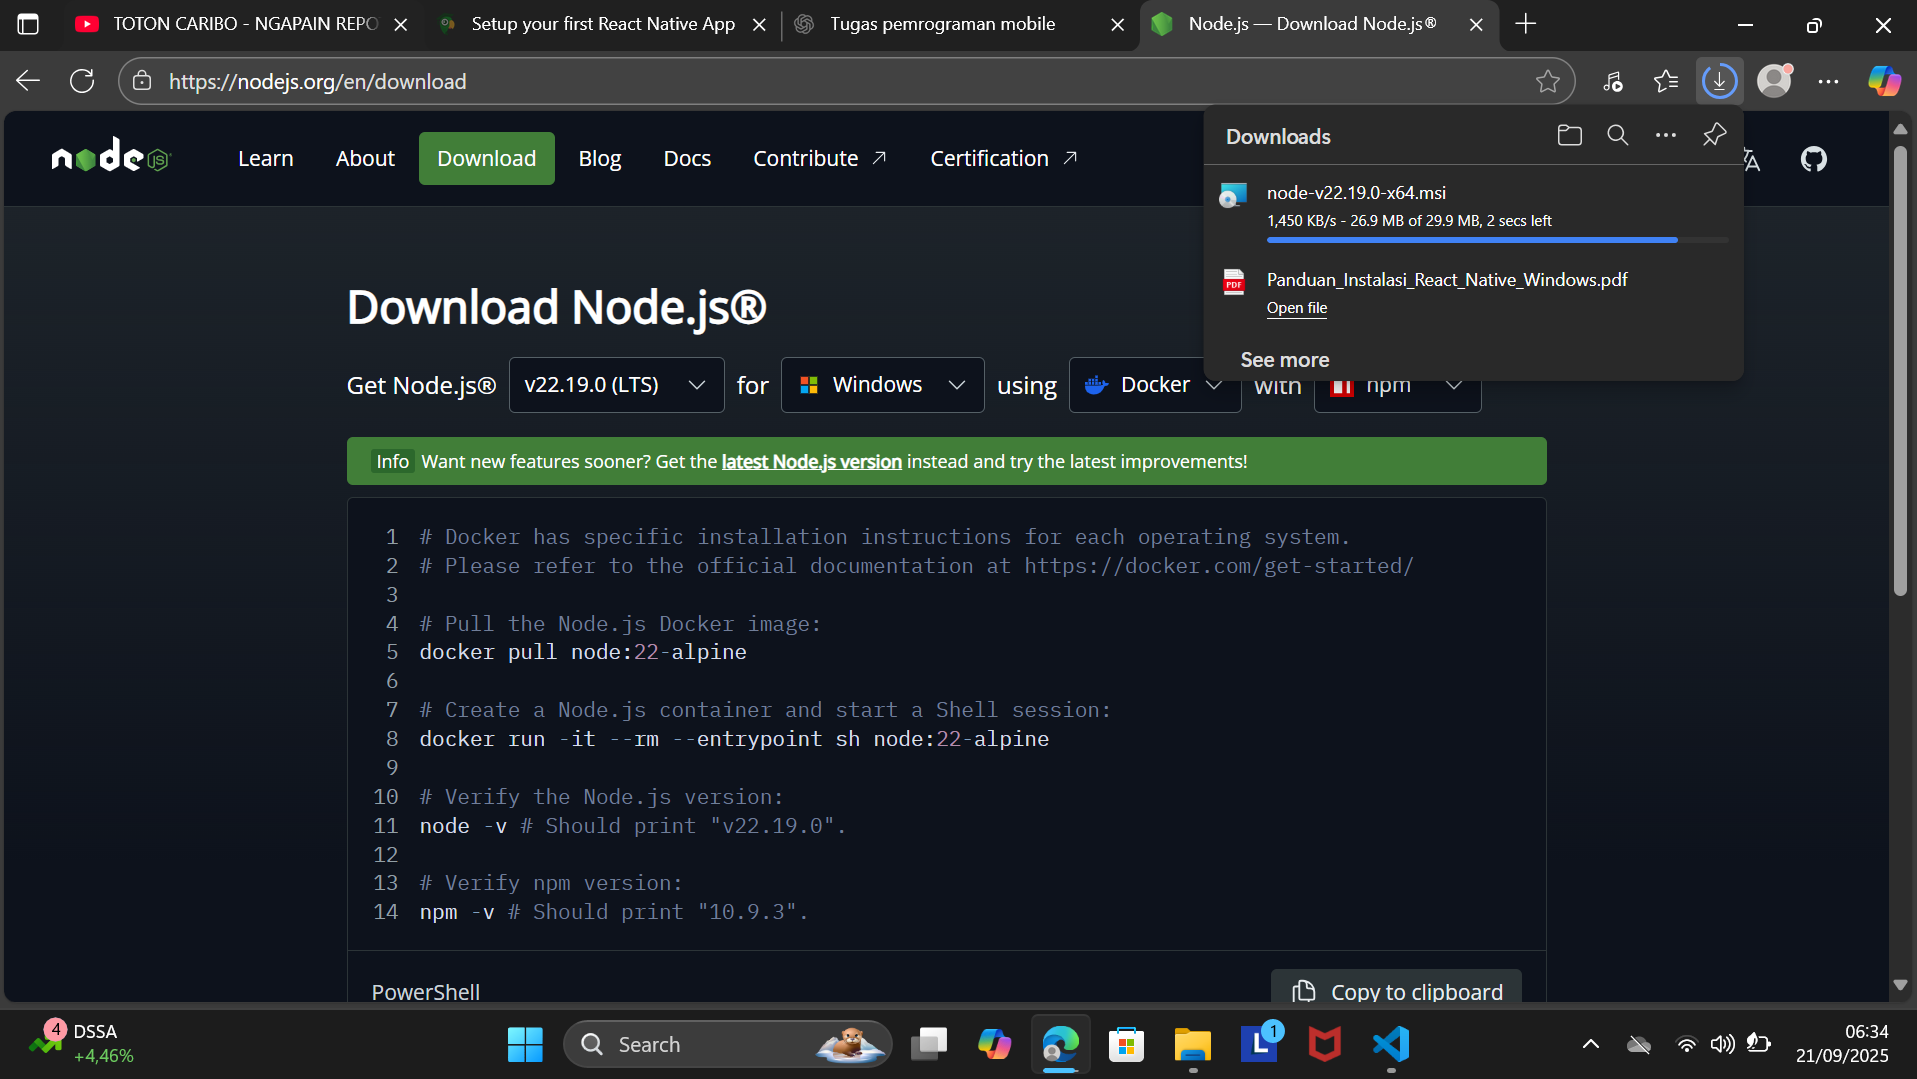 TOTON CARIBO - NGAPAIN REPO
Setup your first React Native App
Tugas pemrograman mobile
Node.js — Download Node.js®
https://nodejs.org/en/download
node
JS
Learn
About
Download
Blog
Docs
Contribute
Certification
Downloads
node-v22.19.0-x64.msi
1,450 KB/s - 26.9 MB of 29.9 MB, 2 secs left
PDF
Panduan_Instalasi_React_Native_Windows.pdf
Open file
See more
Download Node.js®
Get Node.js® v22.19.0 (LTS) for Windows using Docker with npm
Info Want new features sooner? Get the latest Node.js version instead and try the latest improvements!
1 # Docker has specific installation instructions for each operating system.
2 # Please refer to the official documentation at https://docker.com/get-started/
3
4 # Pull the Node.js Docker image:
5 docker pull node:22-alpine
6
7 # Create a Node.js container and start a Shell session:
8 docker run -it --rm --entrypoint sh node:22-alpine
9
10 # Verify the Node.js version:
11 node -v # Should print "v22.19.0".
12
13 # Verify npm version:
14 npm -v # Should print "10.9.3".
PowerShell
Copy to clipboard
4
DSSA
+4,46%
Search
L
1
06:34
21/09/2025